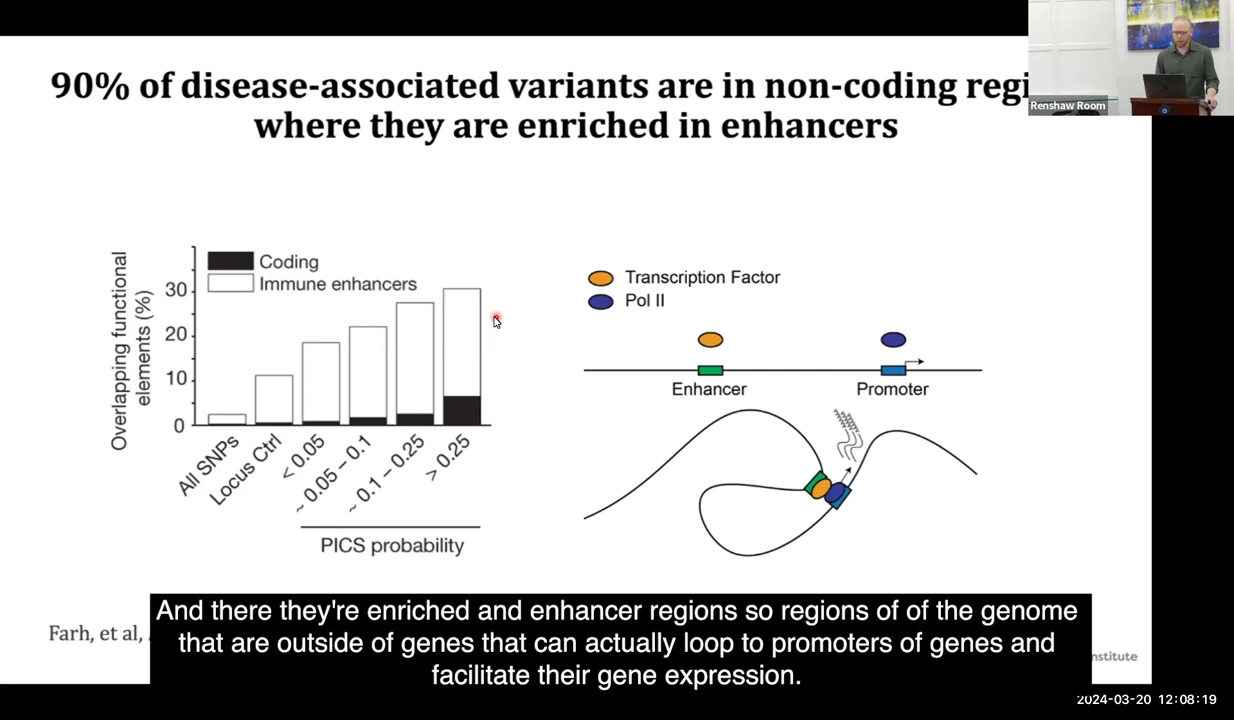 90% of disease-associated variants are in non-coding regi
where they are enriched in enhancers
Renshaw Room
Overlapping functional
elements (%)
30
20
10
0
Coding
Immune enhancers
All SNPs
Locus Ctrl
< 0.05
~ 0.05 – 0.1
~ 0.1 – 0.25
> 0.25
PICS probability
Transcription Factor
Pol II
Enhancer
Promoter
Farh, et al,
And there they're enriched and enhancer regions so regions of of the genome
that are outside of genes that can actually loop to promoters of genes and
facilitate their gene expression.
nstitute
2024-03-20 12:08:19